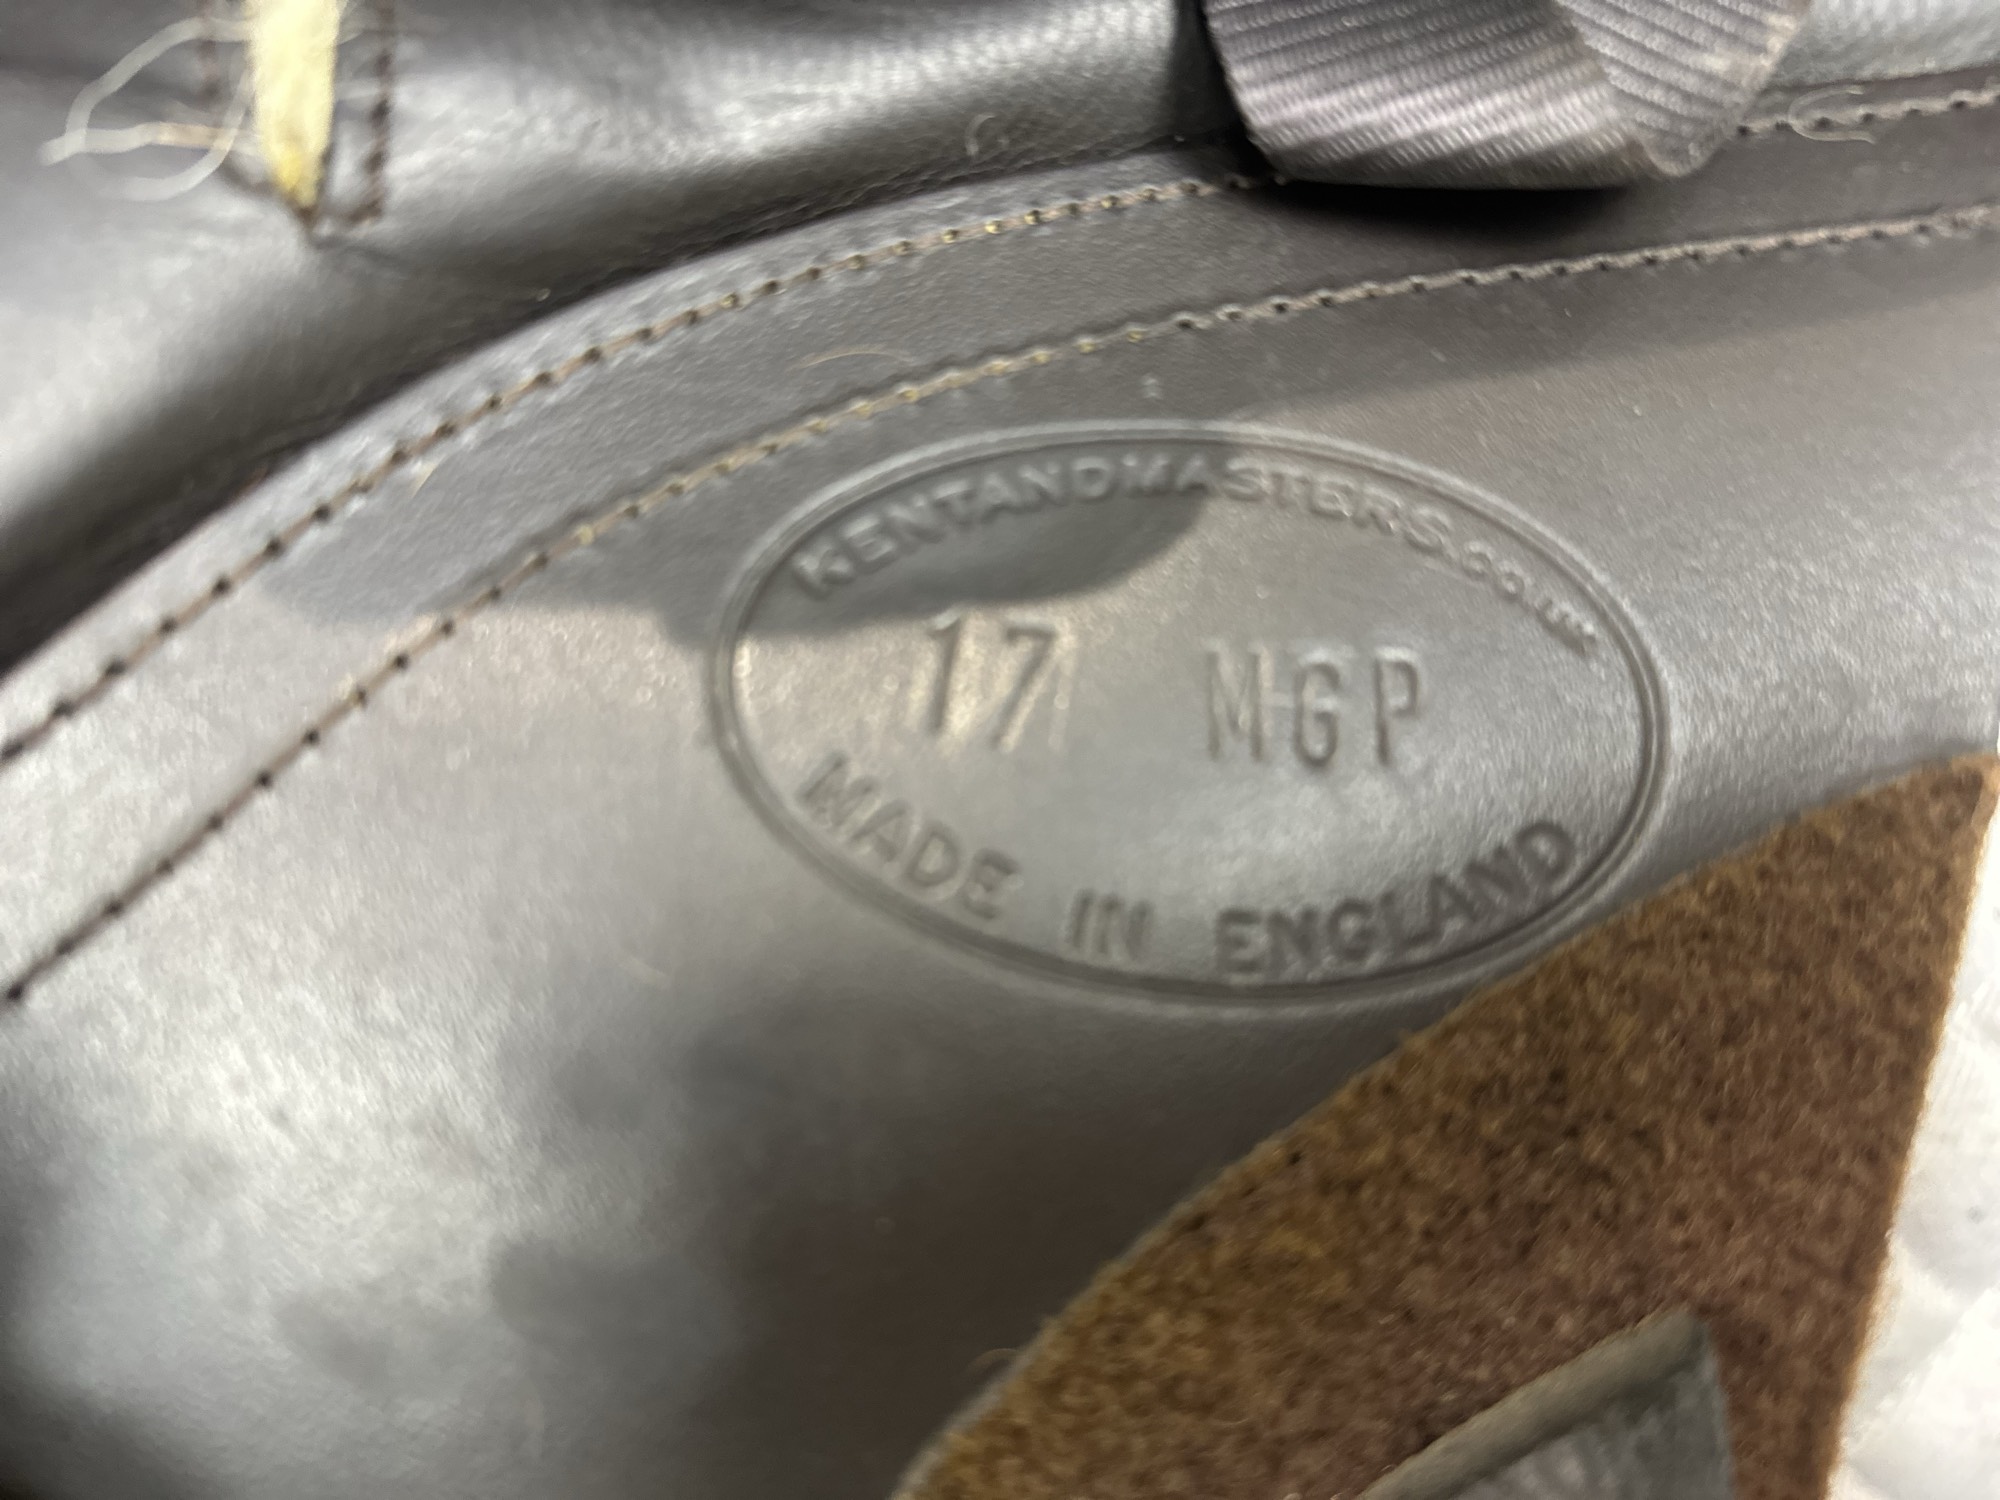 KENTANDMASTERS.co.uk
17 MGP
MADE IN ENGLAND